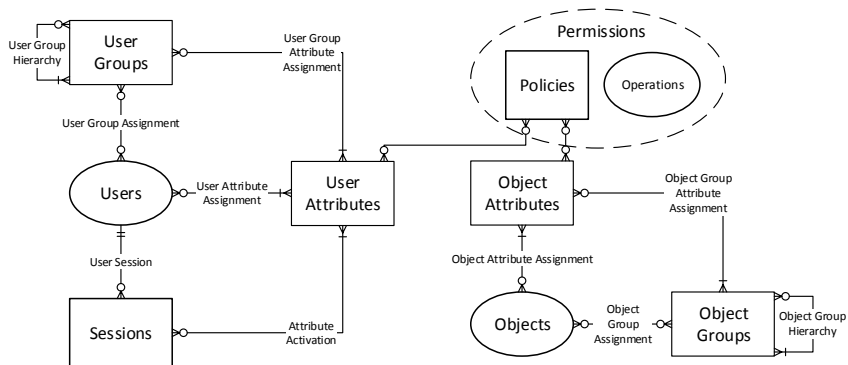 User Group
Hierarchy
User
Groups
User Group
Attribute
Assignment
Permissions
Policies
Operations
User Group Assignment
Users
User Attribute
Assignment
User
Attributes
Object
Attributes
Object Group
Attribute
Assignment
User Session
Object Attribute Assignment
Sessions
Attribute
Activation
Objects
Object
Group
Assignment
Object
Groups
Object Group
Hierarchy